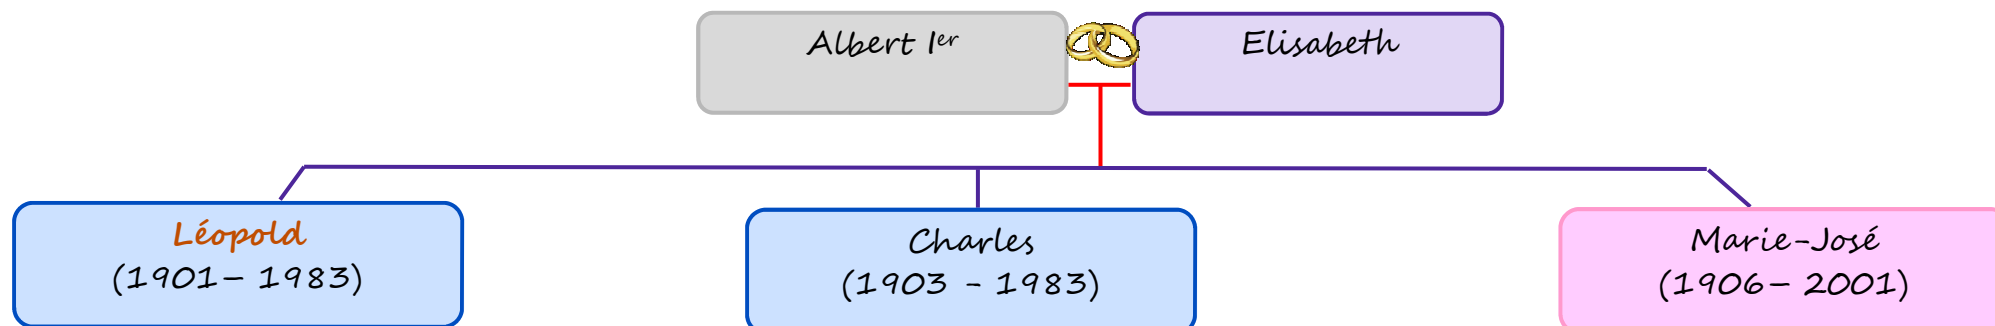 Albert Ier
Elisabeth
Léopold
(1901– 1983)
Charles
(1903 - 1983)
Marie-José
(1906– 2001)